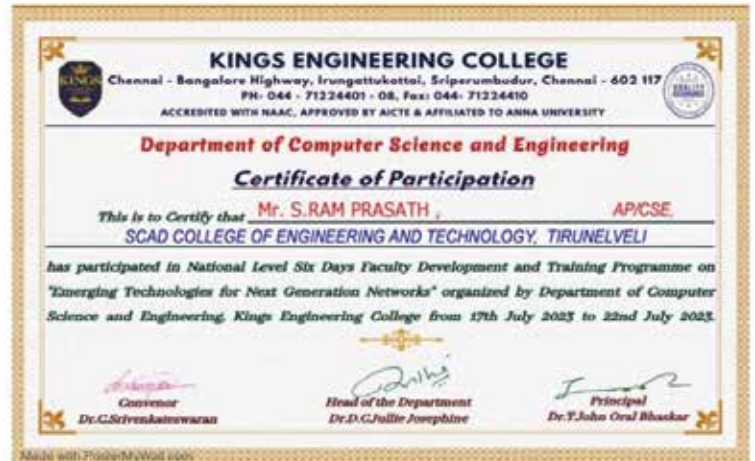 KINGS ENGINEERING COLLEGE
KINGS
Chennai - Bangalore Highway, Irungattukottai, Sriperumbudur, Chennai - 602 117
PH- 044 - 71224401 - 08, Fax: 044- 71224410
QUALITY
ACCREDITED WITH NAAC, APPROVED BY AICTE & AFFILIATED TO ANNA UNIVERSITY
Department of Computer Science and Engineering
Certificate of Participation
This is to Certify that Mr. S.RAM PRASATH , AP/CSE,
SCAD COLLEGE OF ENGINEERING AND TECHNOLOGY, TIRUNELVELI
has participated in National Level Six Days Faculty Development and Training Programme on
"Emerging Technologies for Next Generation Networks" organized by Department of Computer
Science and Engineering, Kings Engineering College from 17th July 2023 to 22nd July 2023.
Convenor Head of the Department Principal
Dr.C.Srivenkateswaran Dr.D.C.Jullie Josephine Dr.T.John Oral Bhaskar
Made with PosterMyWall.com